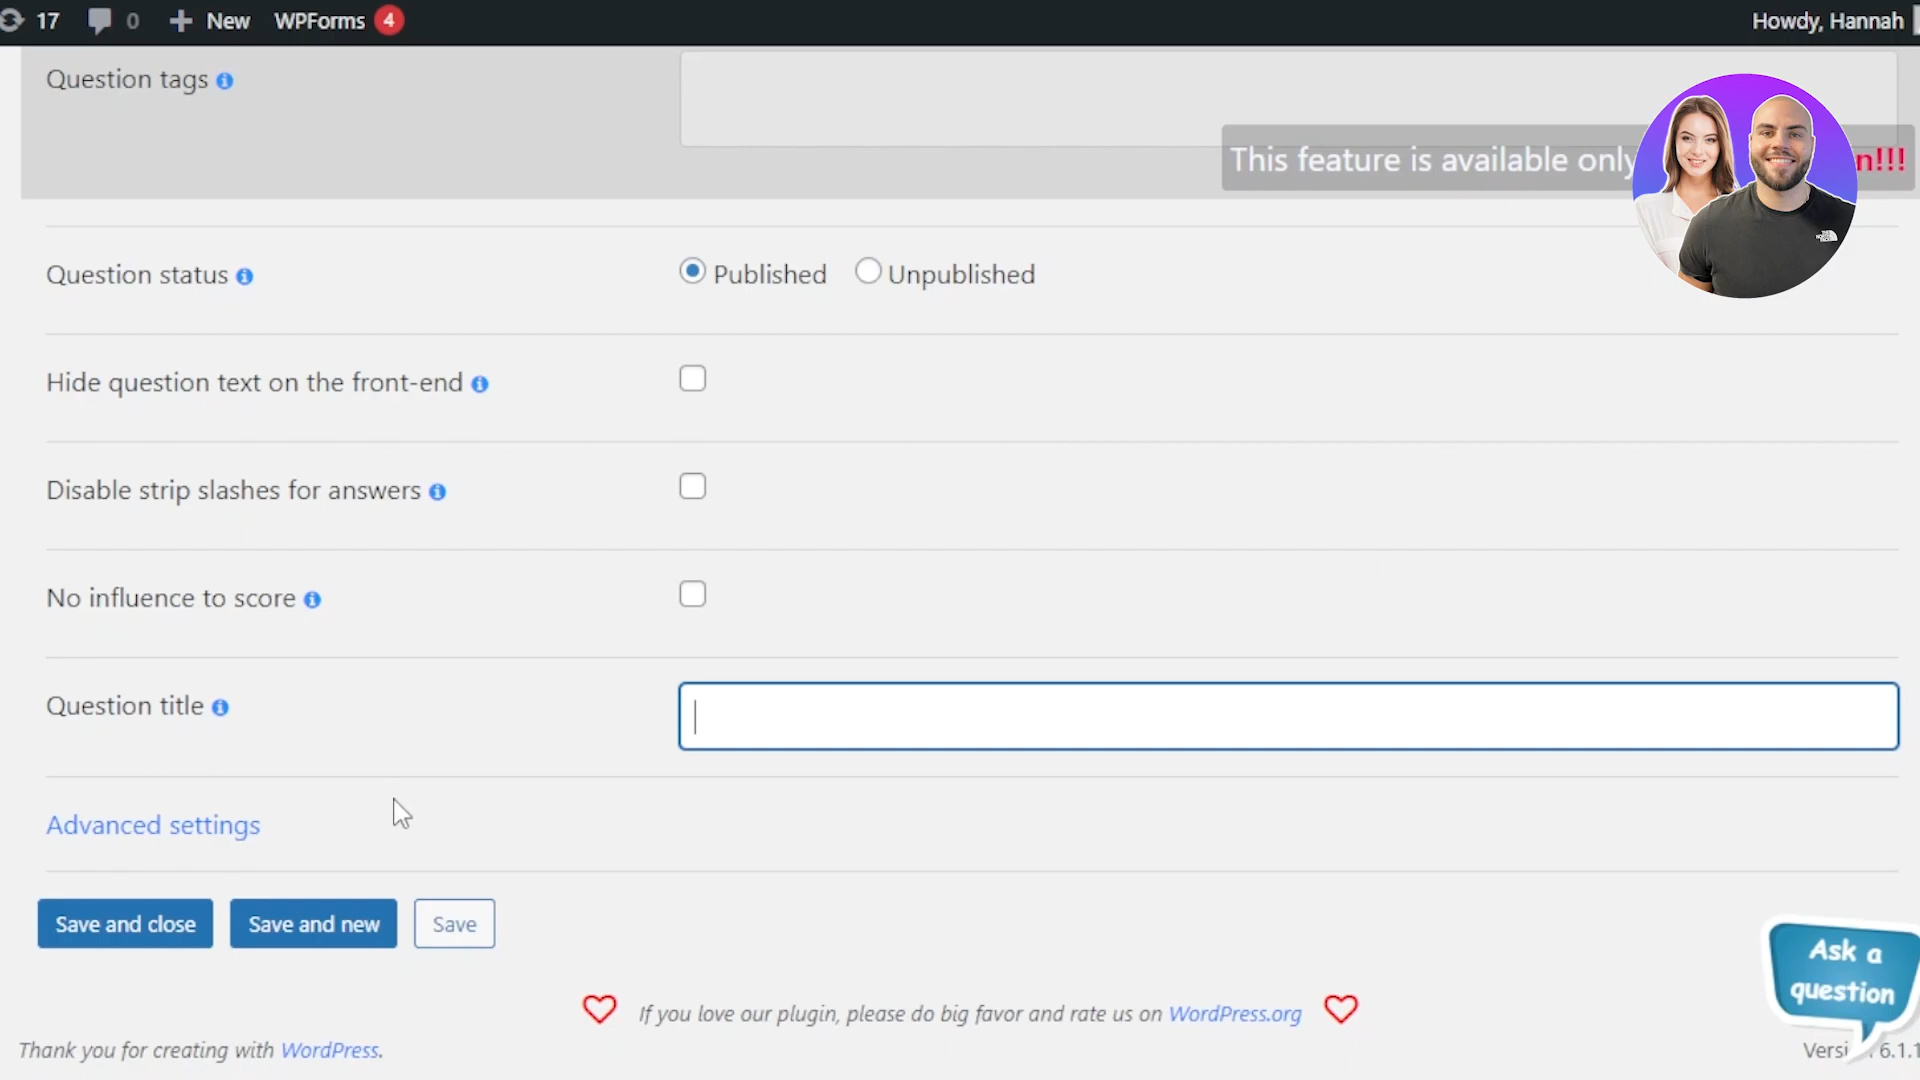 17 0 New WPForms 4 Howdy, Hannah
Question tags
This feature is available only n!!!
Question status Published Unpublished
Hide question text on the front-end
Disable strip slashes for answers
No influence to score
Question title
Advanced settings
Save and close Save and new Save
Ask a
question
If you love our plugin, please do big favor and rate us on WordPress.org
Thank you for creating with WordPress.
6.1.1